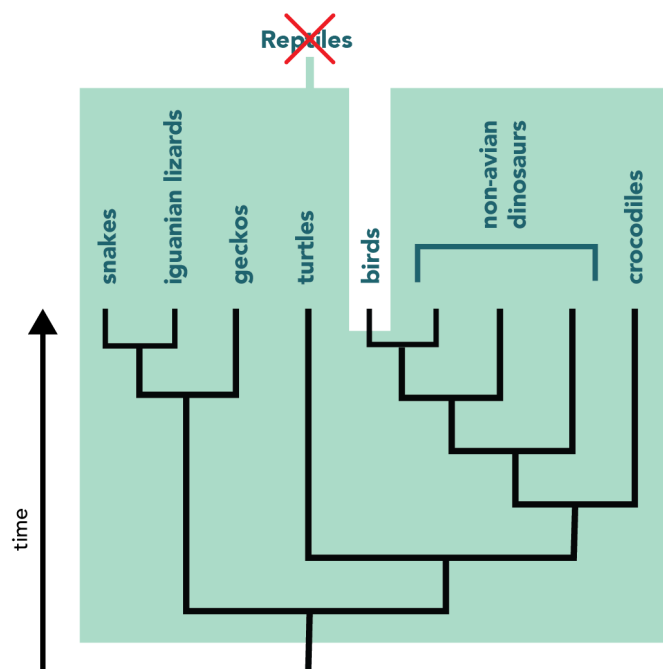 Reptiles
snakes
iguanian lizards
geckos
turtles
birds
non-avian
dinosaurs
crocodiles
time